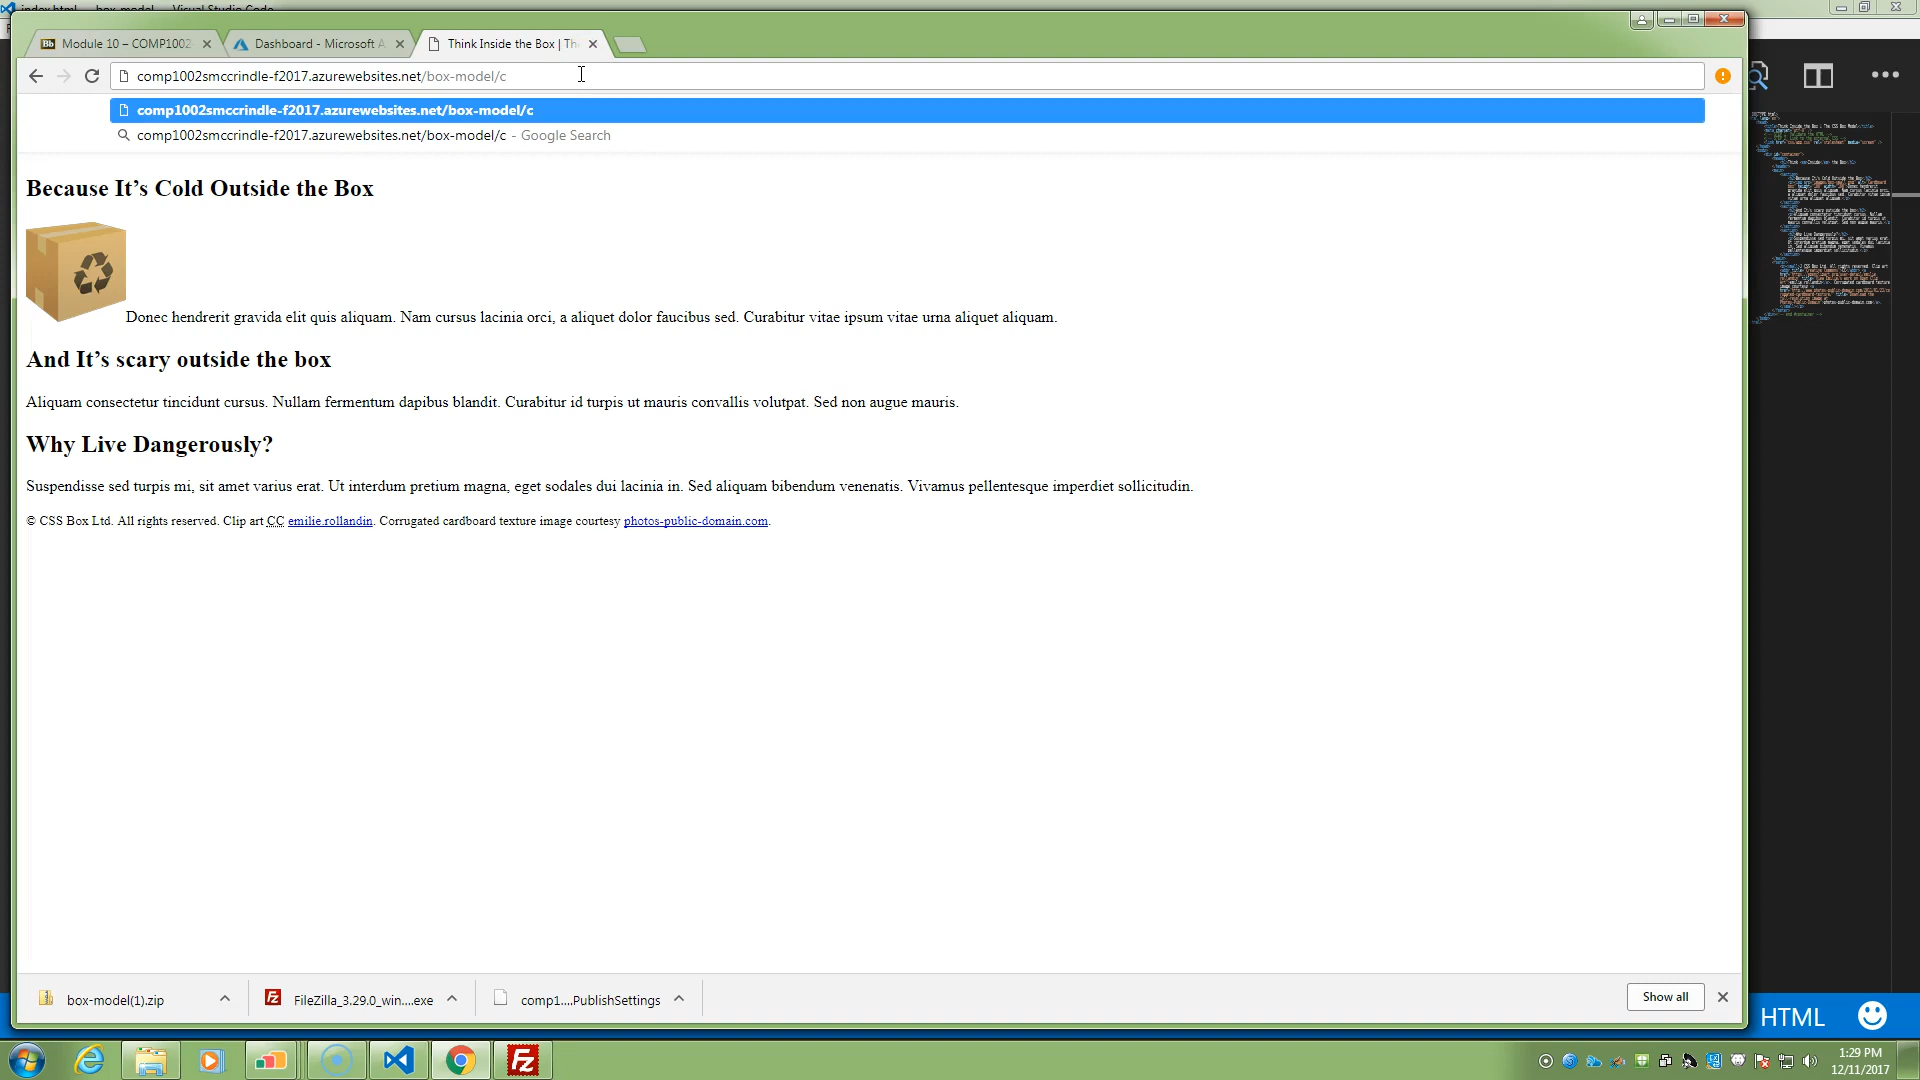 index.html - box-model - Visual Studio Code
Module 10 – COMP1002
Dashboard - Microsoft A
Think Inside the Box | Th
comp1002smccrindle-f2017.azurewebsites.net/box-model/c
comp1002smccrindle-f2017.azurewebsites.net/box-model/c
comp1002smccrindle-f2017.azurewebsites.net/box-model/c - Google Search
Because It’s Cold Outside the Box
Donec hendrerit gravida elit quis aliquam. Nam cursus lacinia orci, a aliquet dolor faucibus sed. Curabitur vitae ipsum vitae urna aliquet aliquam.
And It’s scary outside the box
Aliquam consectetur tincidunt cursus. Nullam fermentum dapibus blandit. Curabitur id turpis ut mauris convallis volutpat. Sed non augue mauris.
Why Live Dangerously?
Suspendisse sed turpis mi, sit amet varius erat. Ut interdum pretium magna, eget sodales dui lacinia in. Sed aliquam bibendum venenatis. Vivamus pellentesque imperdiet sollicitudin.
© CSS Box Ltd. All rights reserved. Clip art CC emilie.rollandin. Corrugated cardboard texture image courtesy photos-public-domain.com.
box-model(1).zip
FileZilla_3.29.0_win....exe
comp1....PublishSettings
Show all
HTML
1:29 PM
12/11/2017